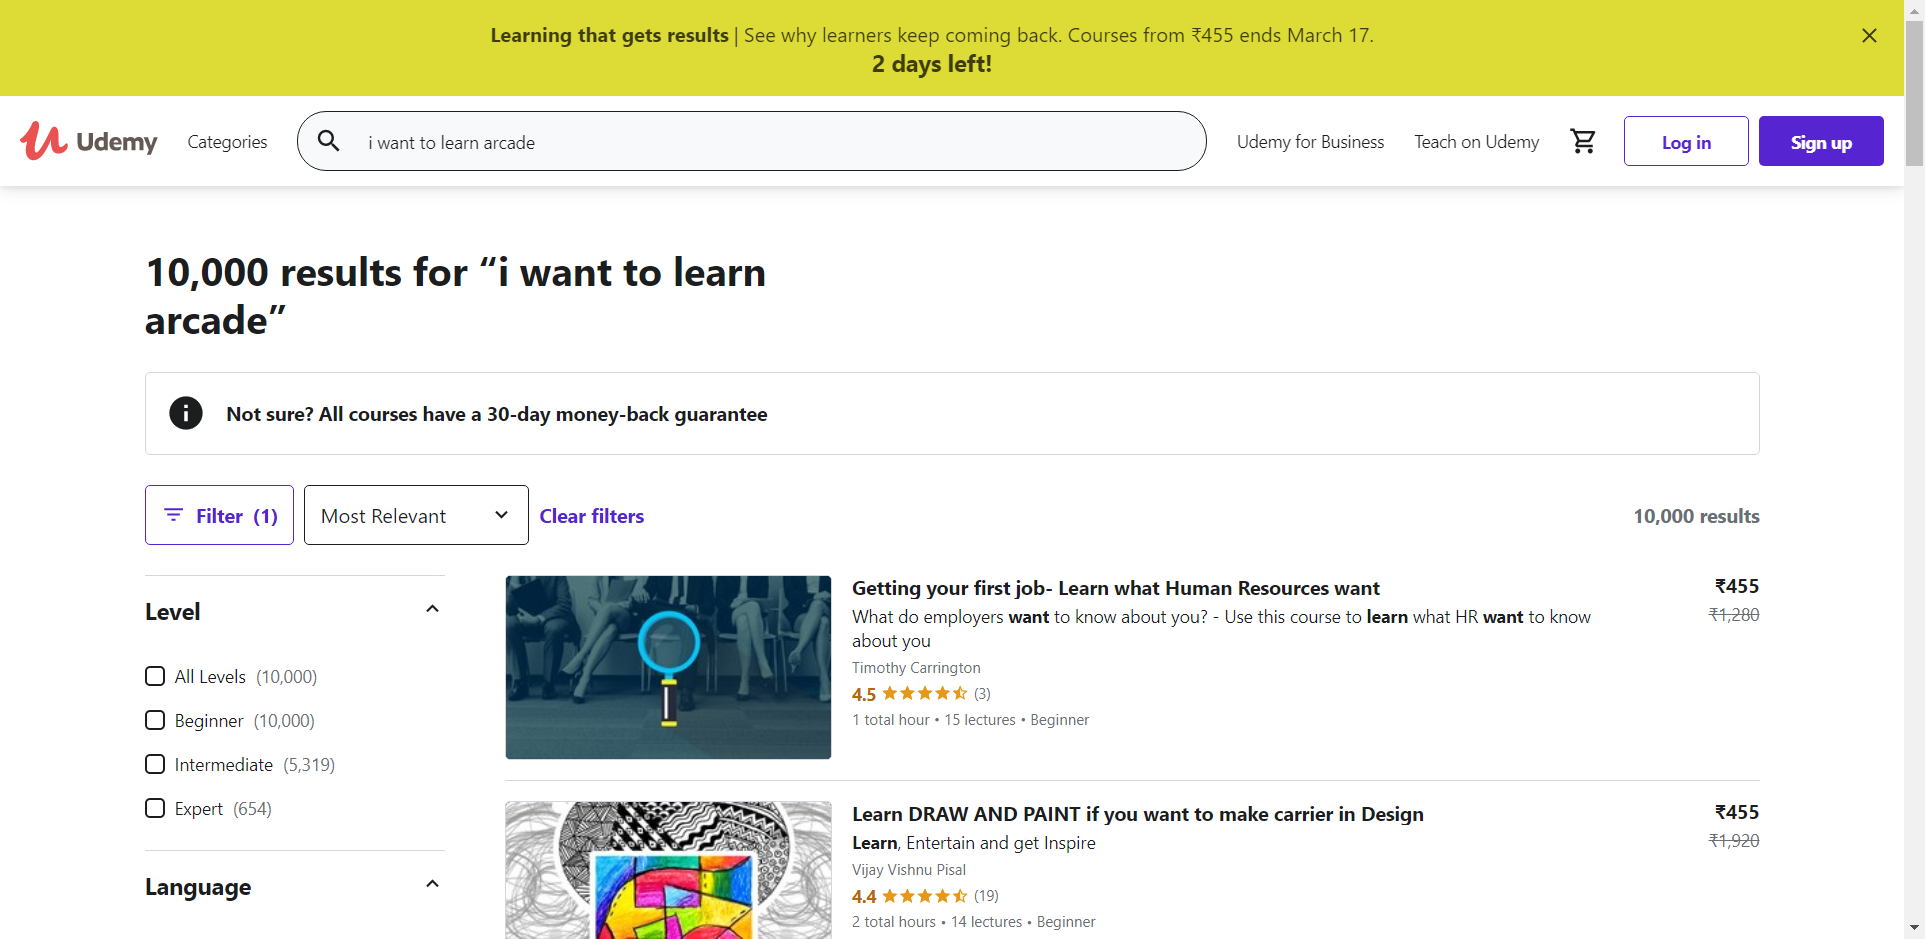 Learning that gets results | See why learners keep coming back. Courses from ₹455 ends March 17.
2 days left!
Udemy
Categories
i want to learn arcade
Udemy for Business
Teach on Udemy
Log in
Sign up
10,000 results for “i want to learn
arcade”
Not sure? All courses have a 30-day money-back guarantee
Filter (1)
Most Relevant
Clear filters
10,000 results
Level
All Levels (10,000)
Beginner (10,000)
Intermediate (5,319)
Expert (654)
Language
Getting your first job- Learn what Human Resources want
₹455
What do employers want to know about you? - Use this course to learn what HR want to know
₹1,280
about you
Timothy Carrington
4.5 (3)
1 total hour • 15 lectures • Beginner
Learn DRAW AND PAINT if you want to make carrier in Design
₹455
Learn, Entertain and get Inspire
₹1,920
Vijay Vishnu Pisal
4.4 (19)
2 total hours • 14 lectures • Beginner